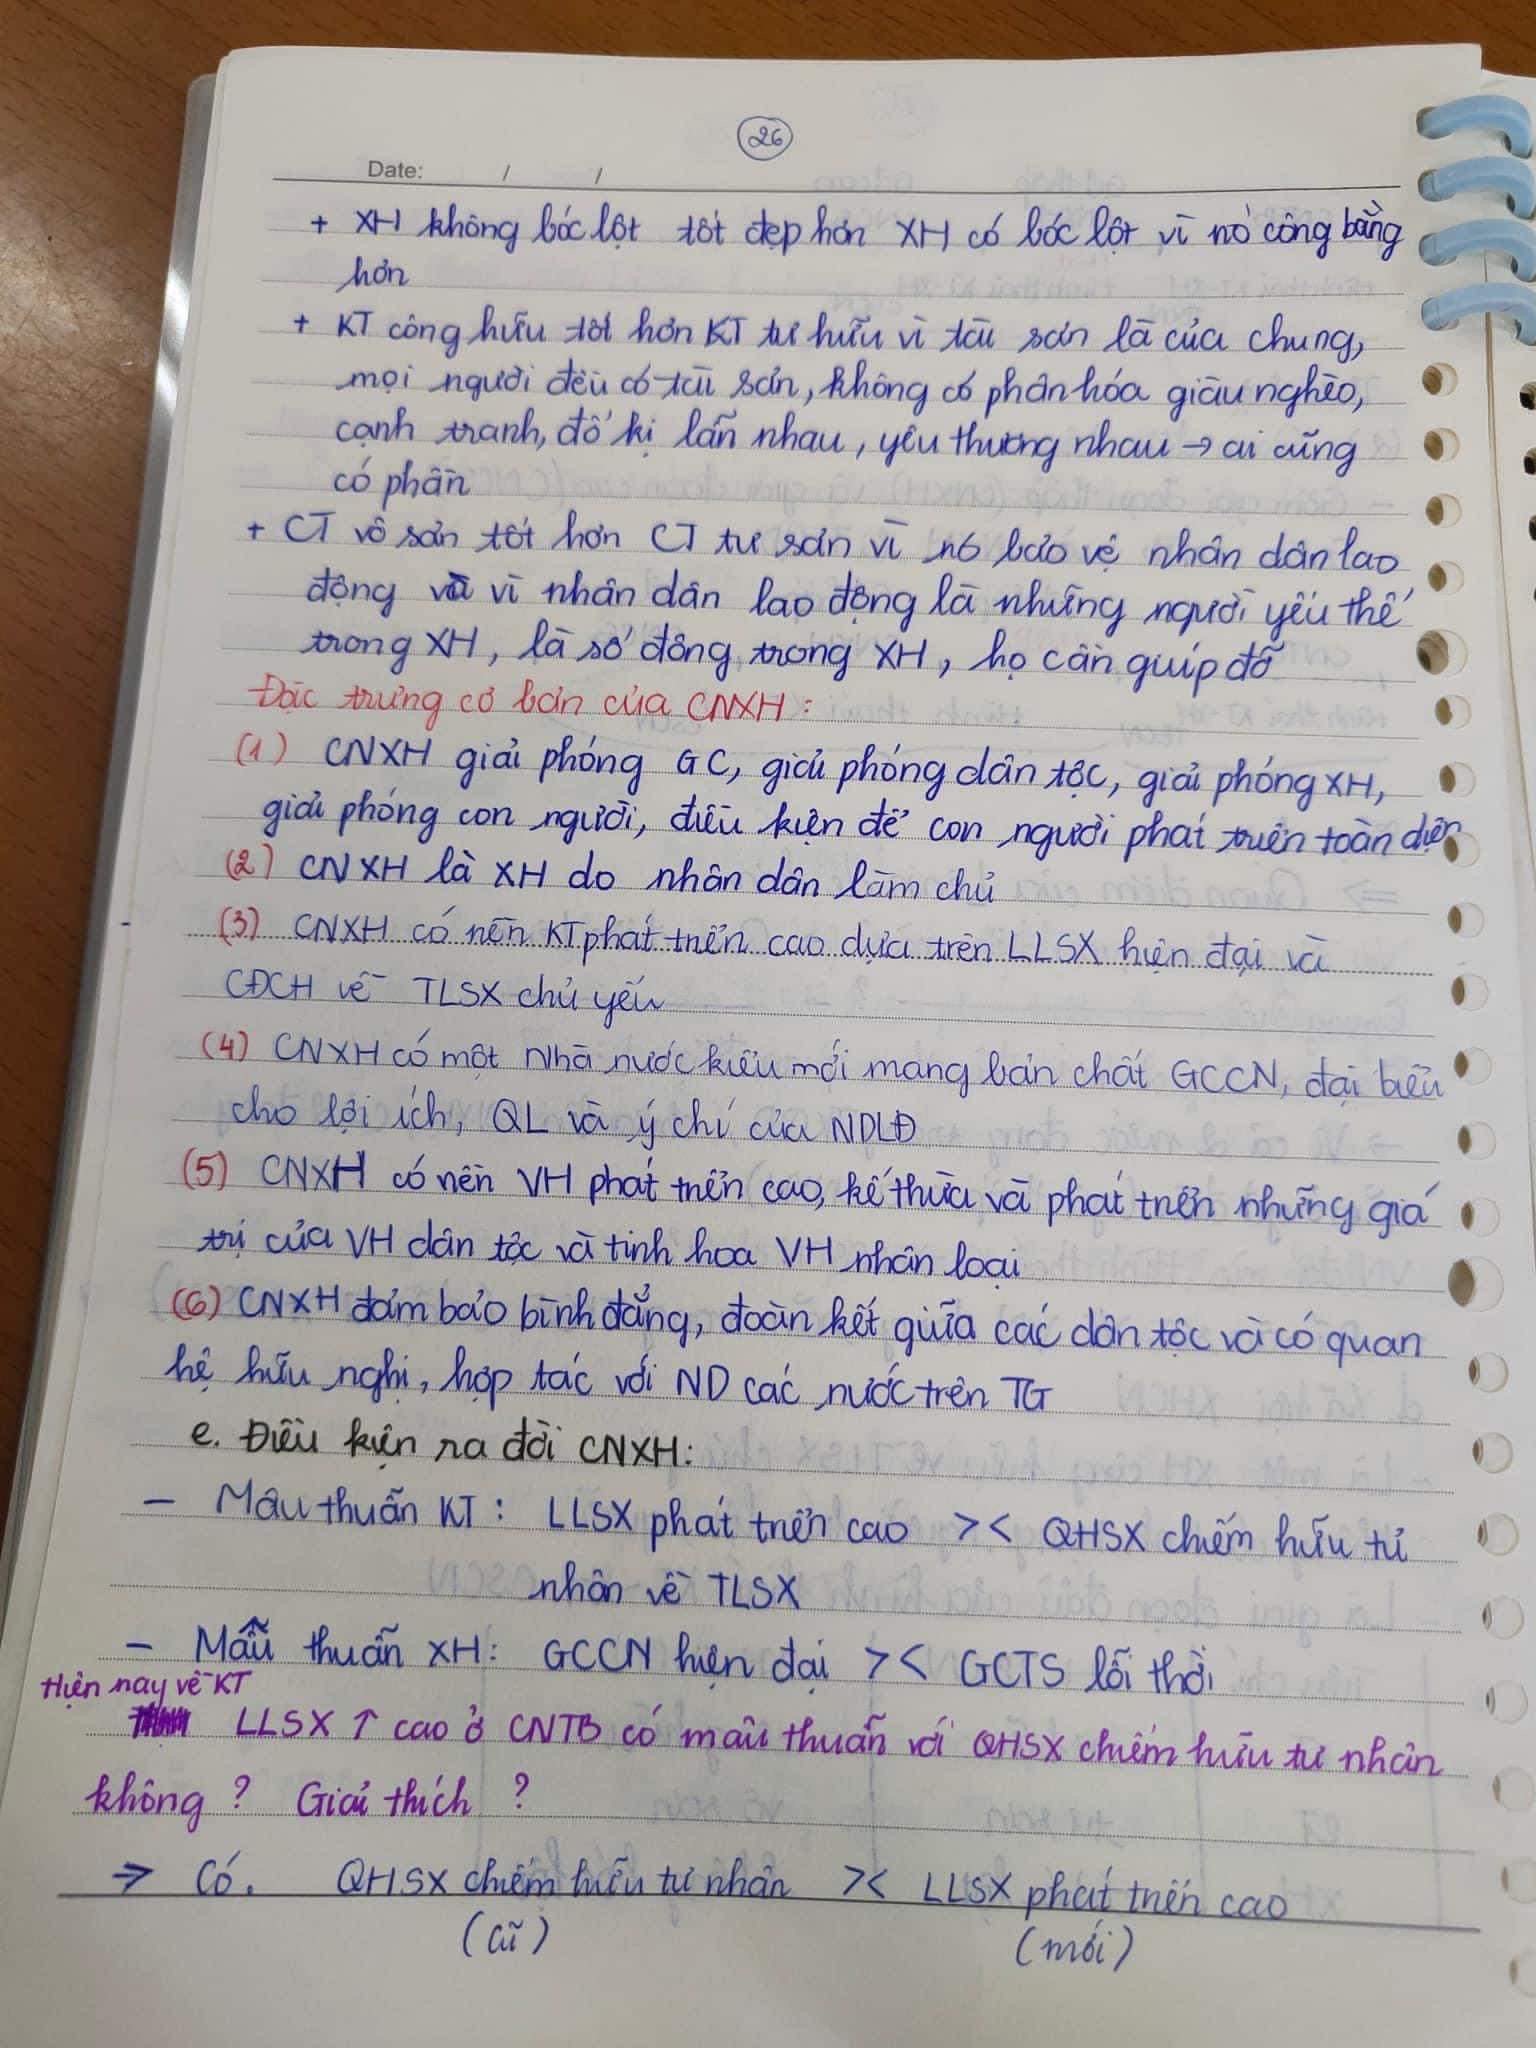 26
Date: / /
+ XH không bóc lột tốt đẹp hơn XH có bóc lột vì nó công bằng
hơn
+ KT công hữu tốt hơn KT tư hữu vì tài sản là của chung,
mọi người đều có tài sản, không có phân hóa giàu nghèo,
cạnh tranh, đố kị lẫn nhau, yêu thương nhau → ai cũng
có phần
+ CT vô sản tốt hơn CT tư sản vì nó bảo vệ nhân dân lao
động và vì nhân dân lao động là những người yếu thế
trong XH, là số đông trong XH, họ cần giúp đỡ
Đặc trưng cơ bản của CNXH:
(1) CNXH giải phóng GC, giải phóng dân tộc, giải phóng XH,
giải phóng con người, điều kiện để con người phát triển toàn diện
(2) CNXH là XH do nhân dân làm chủ
(3) CNXH có nền KT phát triển cao dựa trên LLSX hiện đại và
CĐCH về TLSX chủ yếu
(4) CNXH có một Nhà nước kiểu mới mang bản chất GCCN, đại biểu
cho lợi ích, QL và ý chí của NDLĐ
(5) CNXH có nền VH phát triển cao, kế thừa và phát triển những giá
trị của VH dân tộc và tinh hoa VH nhân loại
(6) CNXH đảm bảo bình đẳng, đoàn kết giữa các dân tộc và có quan
hệ hữu nghị, hợp tác với ND các nước trên TG
e. Điều kiện ra đời CNXH:
- Mâu thuẫn KT: LLSX phát triển cao >< QHSX chiếm hữu tư
nhân về TLSX
- Mẫu thuẫn XH: GCCN hiện đại >< GCTS lỗi thời
Hiện nay về KT
LLSX ↑ cao ở CNTB có mâu thuẫn với QHSX chiếm hữu tư nhân
không? Giải thích?
⇒ Có. QHSX chiếm hữu tư nhân >< LLSX phát triển cao
(cũ) (mới)